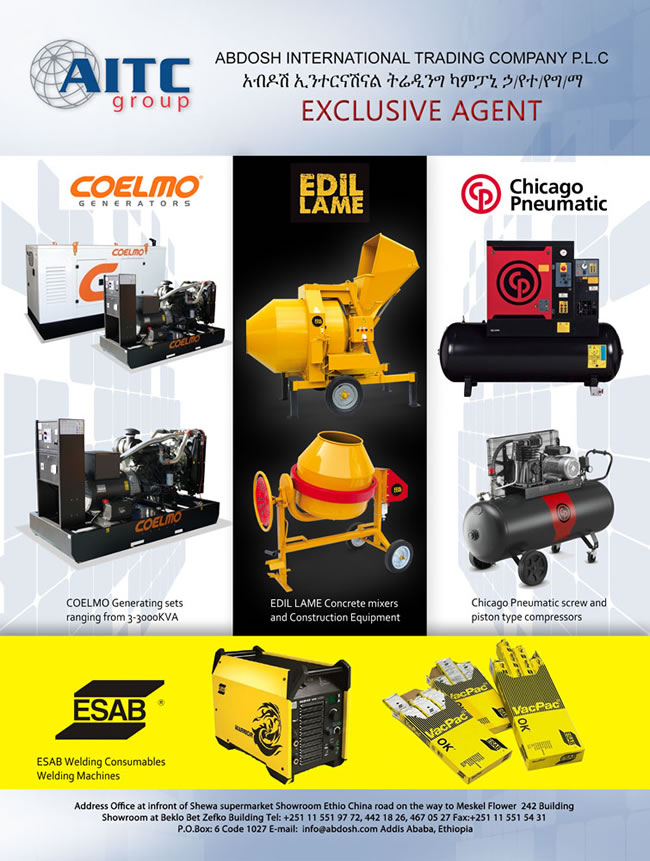 AITC
group
ABDOSH INTERNATIONAL TRADING COMPANY P.L.C
አብዶሽ ኢንተርናሽናል ትሬዲንግ ካምፓኒ ኃ/የተ/የግ/ማ
EXCLUSIVE AGENT
COELMO®
GENERATORS
EDIL
LAME
Chicago
Pneumatic
COELMO
COELMO
CP
COELMO
EDIL
COELMO Generating sets
ranging from 3-3000KVA
EDIL LAME Concrete mixers
and Construction Equipment
Chicago Pneumatic screw and
piston type compressors
ESAB ®
ESAB Welding Consumables
Welding Machines
WARRIOR
VacPac
OK
VacPac
OK
Address Office at infront of Shewa supermarket Showroom Ethio China road on the way to Meskel Flower 242 Building
Showroom at Beklo Bet Zefko Building Tel: +251 11 551 97 72, 442 18 26, 467 05 27 Fax:+251 11 551 54 31
P.O.Box: 6 Code 1027 E-mail: info@abdosh.com Addis Ababa, Ethiopia